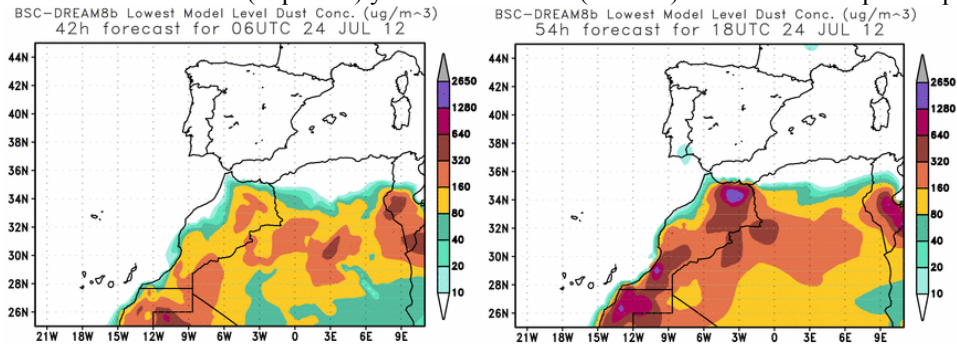 BSC-DREAM8b Lowest Model Level Dust Conc. (ug/m^3)
42h forecast for 06UTC 24 JUL 12
44N
42N
40N
38N
36N
34N
32N
30N
28N
26N
21W 18W 15W 12W 9W 6W 3W 0 3E 6E 9E
2650
1280
640
320
160
80
40
20
10
BSC-DREAM8b Lowest Model Level Dust Conc. (ug/m^3)
54h forecast for 18UTC 24 JUL 12
44N
42N
40N
38N
36N
34N
32N
30N
28N
26N
21W 18W 15W 12W 9W 6W 3W 0 3E 6E 9E
2650
1280
640
320
160
80
40
20
10